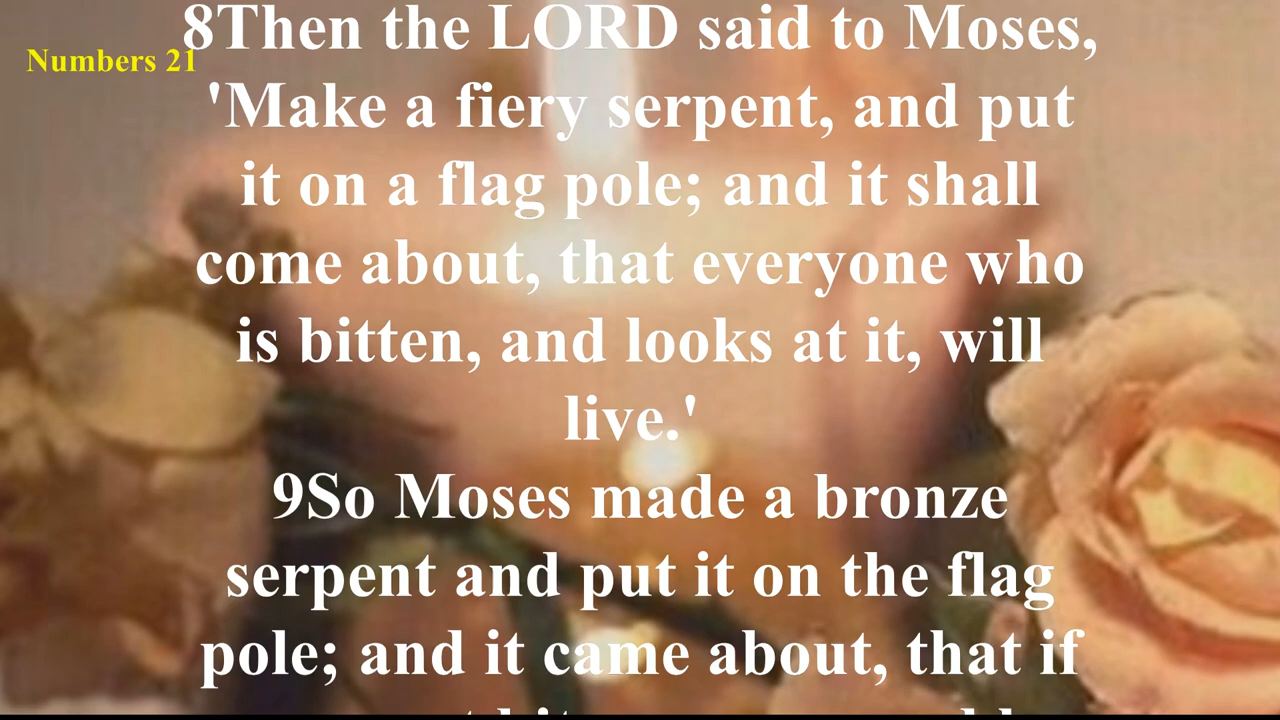 8Then the LORD said to Moses,
Numbers 21
'Make a fiery serpent, and put
it on a flag pole; and it shall
come about, that everyone who
is bitten, and looks at it, will
live.'
9So Moses made a bronze
serpent and put it on the flag
pole; and it came about, that if